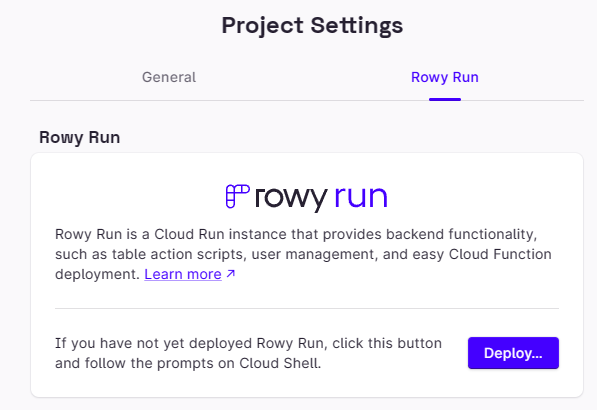 Project Settings
General
Rowy Run
Rowy Run
rowy run
Rowy Run is a Cloud Run instance that provides backend functionality,
such as table action scripts, user management, and easy Cloud Function
deployment. Learn more ↗
If you have not yet deployed Rowy Run, click this button
and follow the prompts on Cloud Shell.
Deploy...